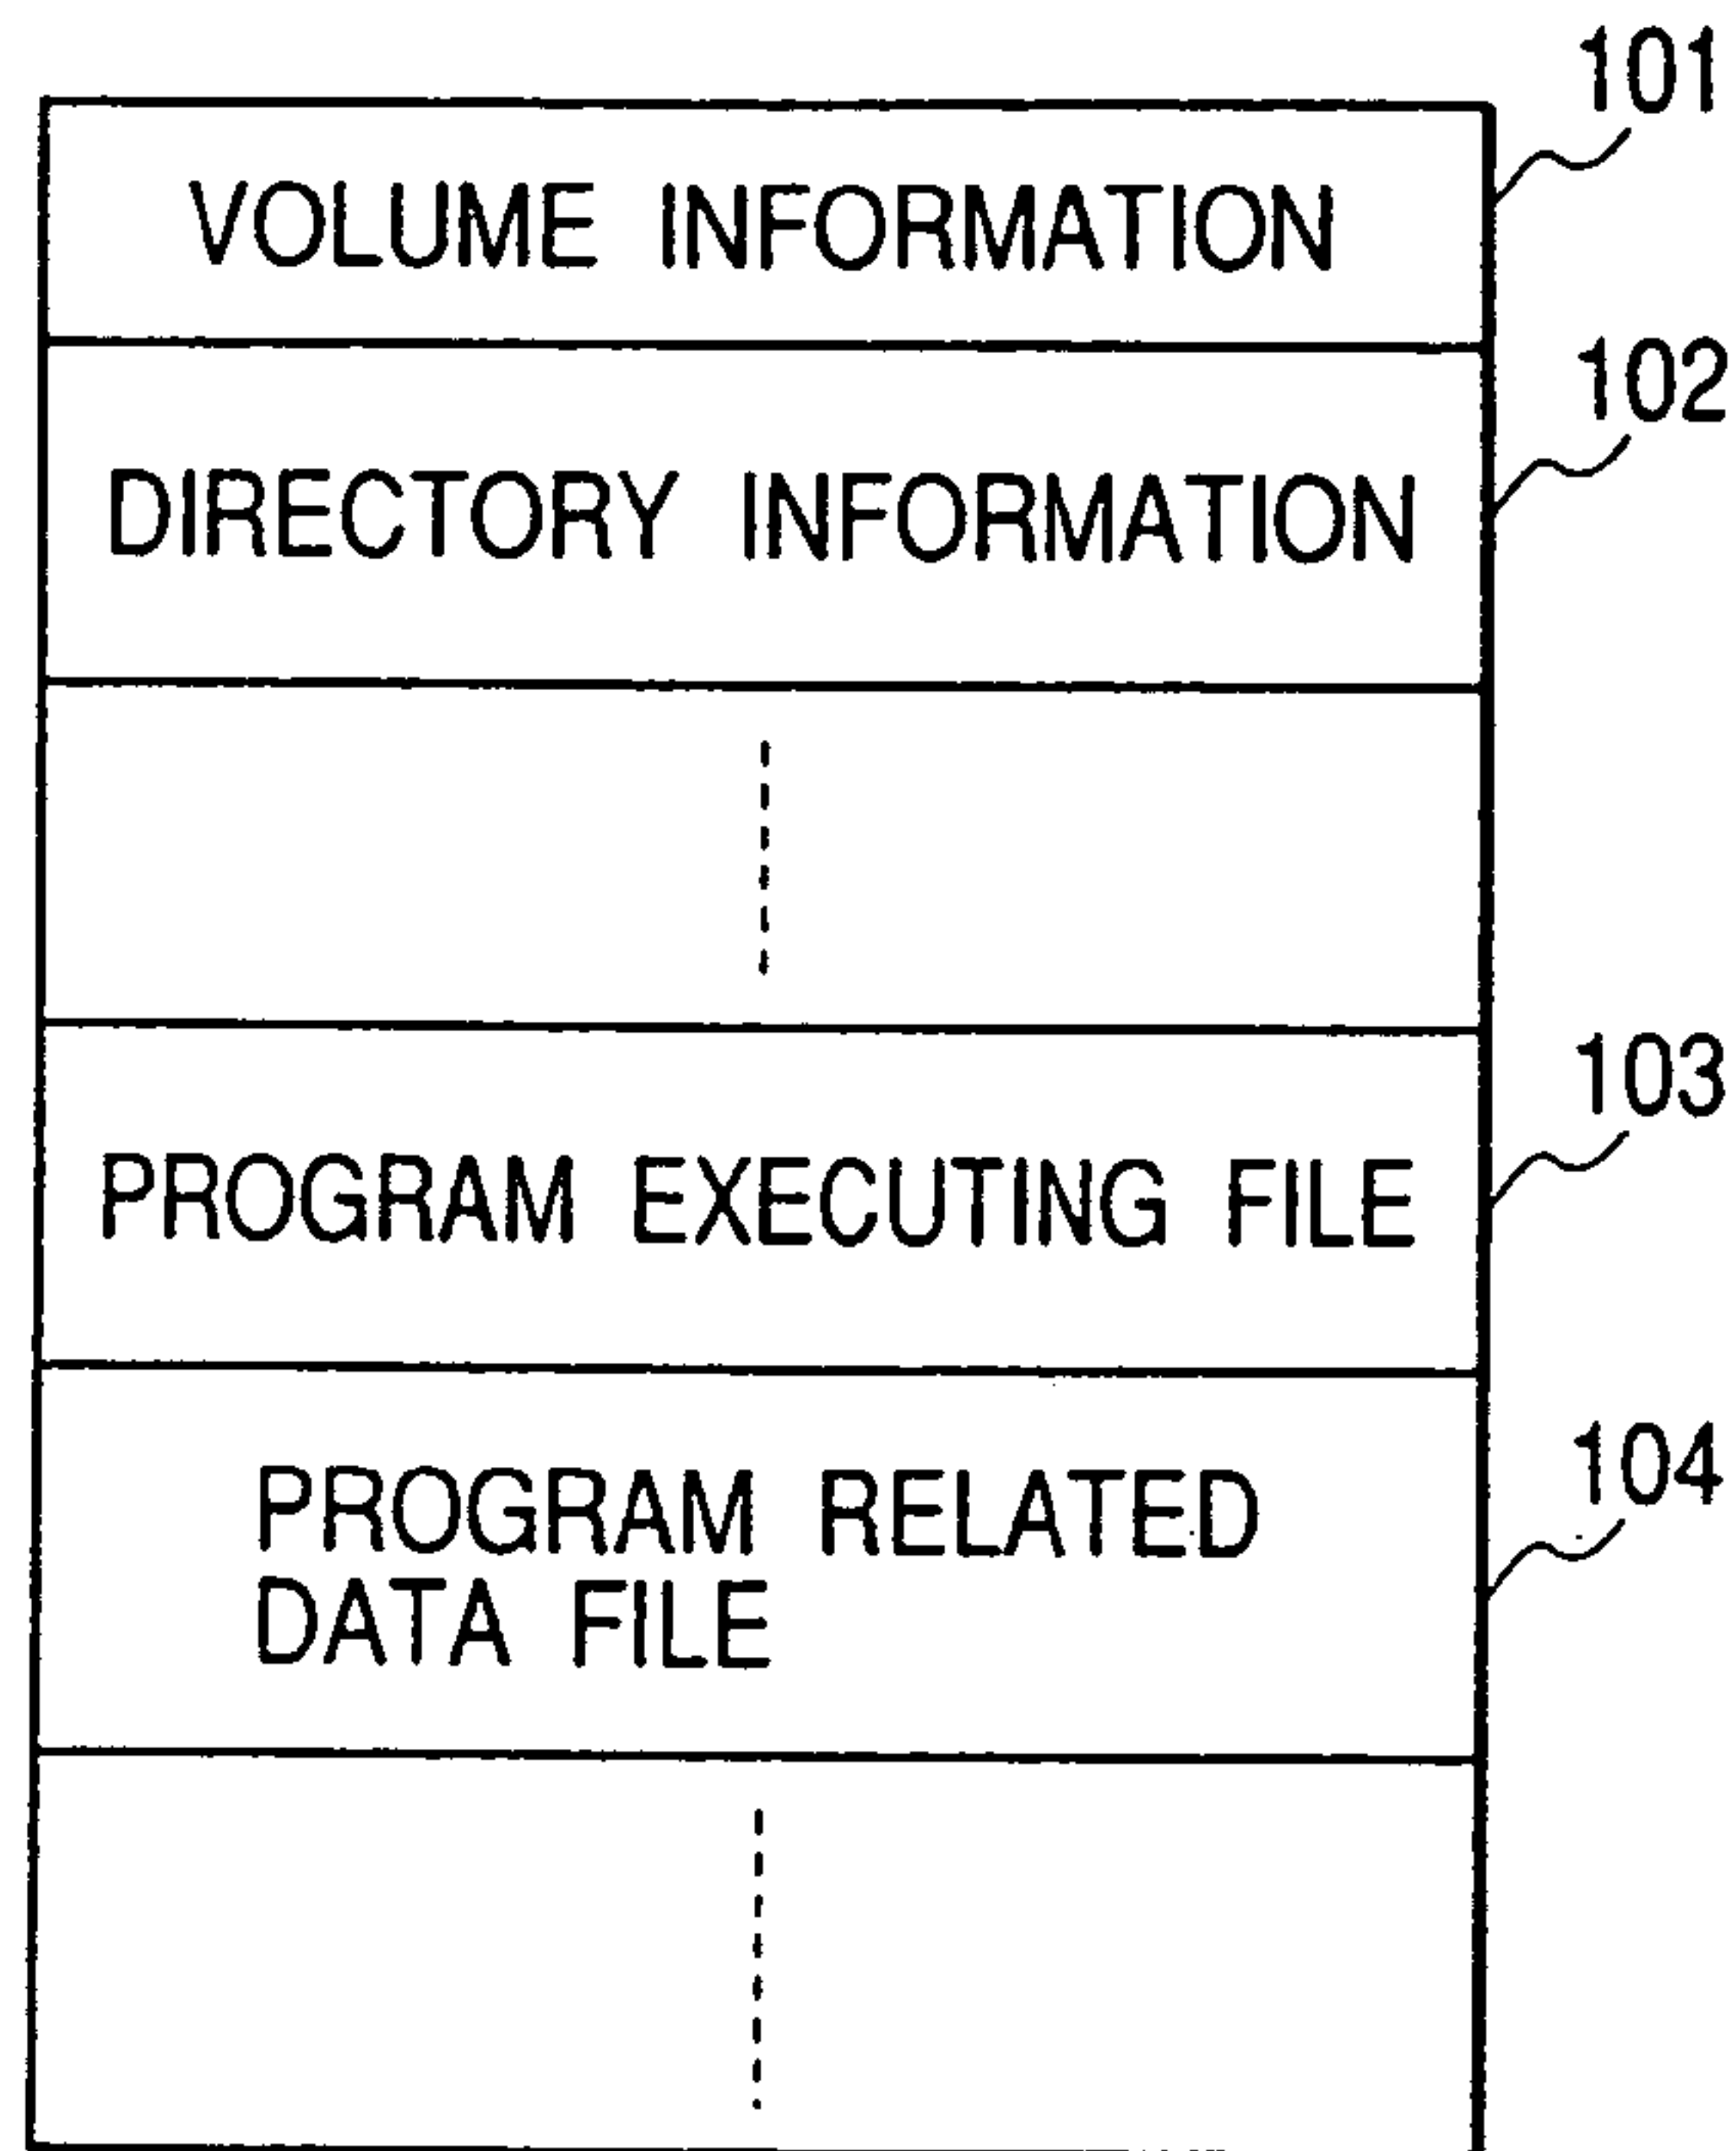 101
VOLUME INFORMATION
102
DIRECTORY INFORMATION
103
PROGRAM EXECUTING FILE
104
PROGRAM RELATED
DATA FILE